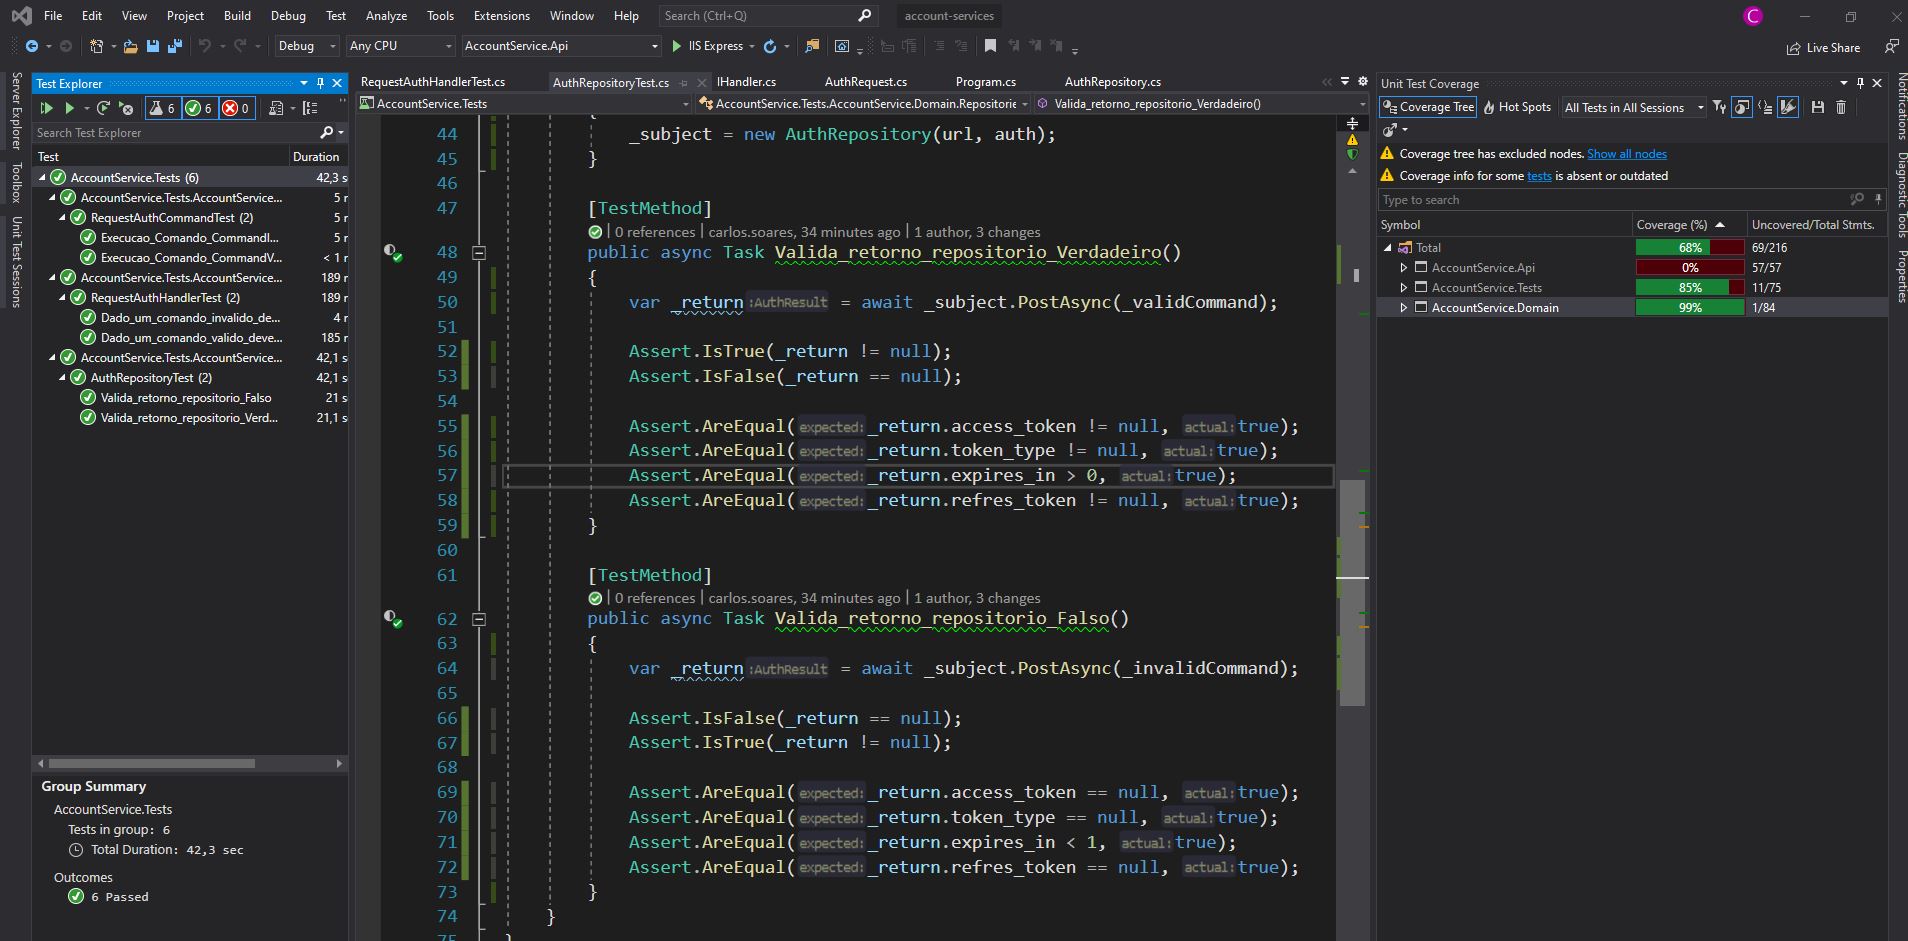 File Edit View Project Build Debug Test Analyze Tools Extensions Window Help Search (Ctrl+Q) account-services C
Debug Any CPU AccountService.Api IIS Express Live Share
Server Explorer
Toolbox
Unit Test Sessions
Test Explorer
6 6 0
Search Test Explorer
Test Duration
AccountService.Tests (6) 42,3 s
AccountService.Tests.AccountService... 5 r
RequestAuthCommandTest (2) 5 r
Execucao_Comando_CommandI... 5 r
Execucao_Comando_CommandV... < 1 r
AccountService.Tests.AccountService... 189 r
RequestAuthHandlerTest (2) 189 r
Dado_um_comando_invalido_de... 4 r
Dado_um_comando_valido_deve... 185 r
AccountService.Tests.AccountService... 42,1 s
AuthRepositoryTest (2) 42,1 s
Valida_retorno_repositorio_Falso 21 s
Valida_retorno_repositorio_Verd... 21,1 s
Group Summary
AccountService.Tests
Tests in group: 6
Total Duration: 42,3 sec
Outcomes
6 Passed
RequestAuthHandlerTest.cs AuthRepositoryTest.cs IHandler.cs AuthRequest.cs Program.cs AuthRepository.cs
AccountService.Tests AccountService.Tests.AccountService.Domain.Repositorie Valida_retorno_repositorio_Verdadeiro()
{
44 _subject = new AuthRepository(url, auth);
45 }
46
47 [TestMethod]
0 references | carlos.soares, 34 minutes ago | 1 author, 3 changes
48 public async Task Valida_retorno_repositorio_Verdadeiro()
49 {
50 var _return :AuthResult = await _subject.PostAsync(_validCommand);
51
52 Assert.IsTrue(_return != null);
53 Assert.IsFalse(_return == null);
54
55 Assert.AreEqual( expected: _return.access_token != null, actual: true);
56 Assert.AreEqual( expected: _return.token_type != null, actual: true);
57 Assert.AreEqual( expected: _return.expires_in > 0, actual: true);
58 Assert.AreEqual( expected: _return.refres_token != null, actual: true);
59 }
60
61 [TestMethod]
0 references | carlos.soares, 34 minutes ago | 1 author, 3 changes
62 public async Task Valida_retorno_repositorio_Falso()
63 {
64 var _return :AuthResult = await _subject.PostAsync(_invalidCommand);
65
66 Assert.IsFalse(_return == null);
67 Assert.IsTrue(_return != null);
68
69 Assert.AreEqual( expected: _return.access_token == null, actual: true);
70 Assert.AreEqual( expected: _return.token_type == null, actual: true);
71 Assert.AreEqual( expected: _return.expires_in < 1, actual: true);
72 Assert.AreEqual( expected: _return.refres_token == null, actual: true);
73 }
74 }
75 }
Unit Test Coverage
Coverage Tree Hot Spots All Tests in All Sessions
Coverage tree has excluded nodes. Show all nodes
Coverage info for some tests is absent or outdated
Type to search
Symbol Coverage (%) Uncovered/Total Stmts.
Total 68% 69/216
AccountService.Api 0% 57/57
AccountService.Tests 85% 11/75
AccountService.Domain 99% 1/84
Notifications
Diagnostic Tools
Properties